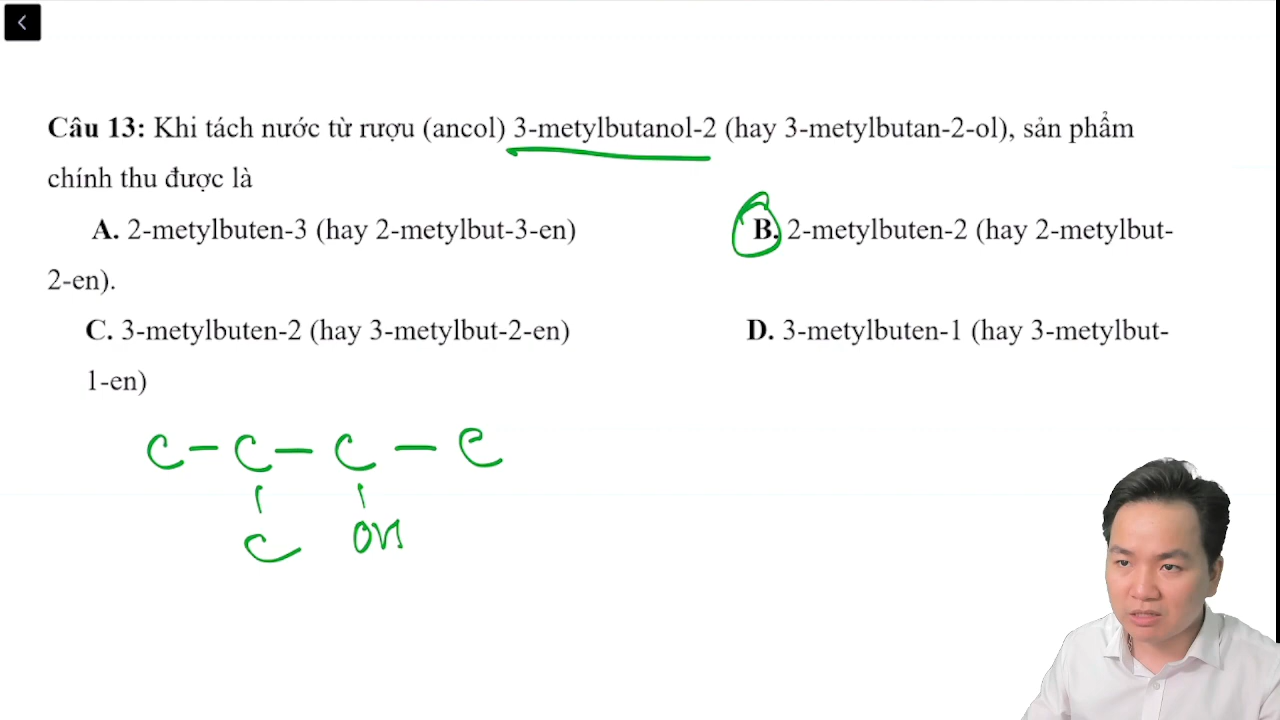 Câu 13: Khi tách nước từ rượu (ancol) 3-metylbutanol-2 (hay 3-metylbutan-2-ol), sản phẩm
chính thu được là
A. 2-metylbuten-3 (hay 2-metylbut-3-en) B. 2-metylbuten-2 (hay 2-metylbut-
2-en).
C. 3-metylbuten-2 (hay 3-metylbut-2-en) D. 3-metylbuten-1 (hay 3-metylbut-
1-en)
C - C - C - C
C OH